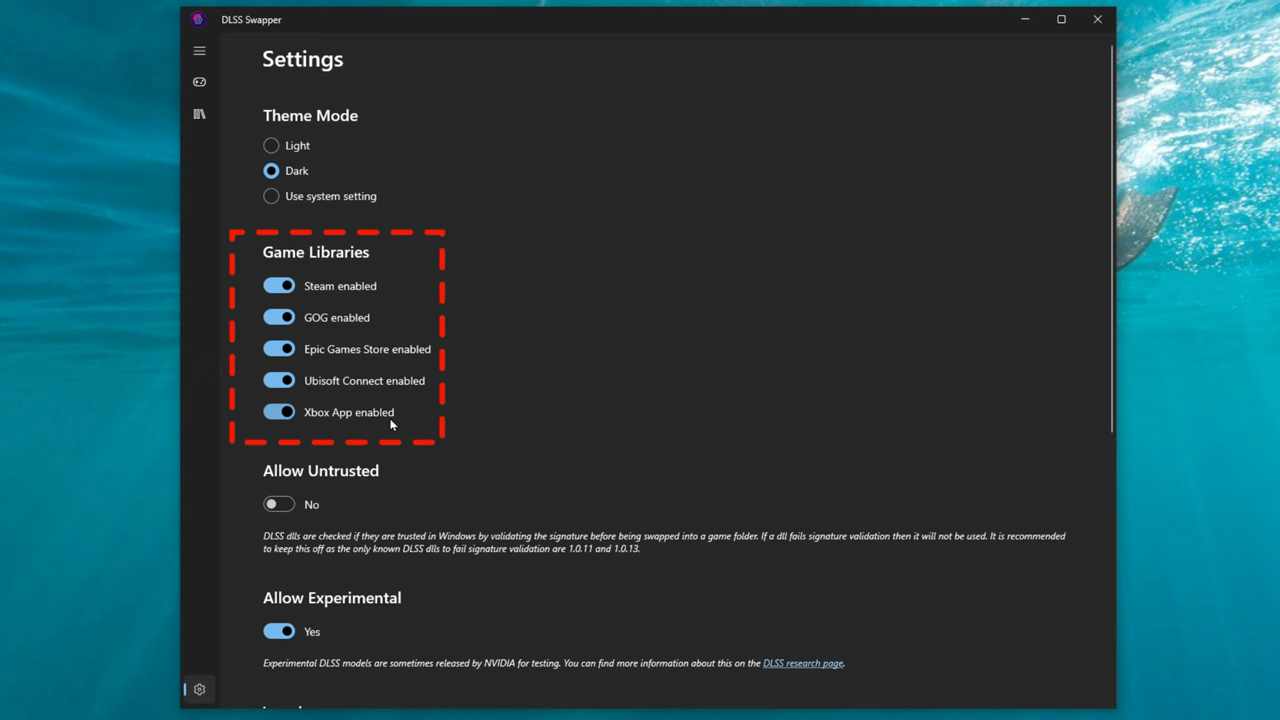 DLSS Swapper
Settings
Theme Mode
Light
Dark
Use system setting
Game Libraries
Steam enabled
GOG enabled
Epic Games Store enabled
Ubisoft Connect enabled
Xbox App enabled
Allow Untrusted
No
DLSS dlls are checked if they are trusted in Windows by validating the signature before being swapped into a game folder. If a dll fails signature validation then it will not be used. It is recommended
to keep this off as the only known DLSS dlls to fail signature validation are 1.0.11 and 1.0.13.
Allow Experimental
Yes
Experimental DLSS models are sometimes released by NVIDIA for testing. You can find more information about this on the DLSS research page.